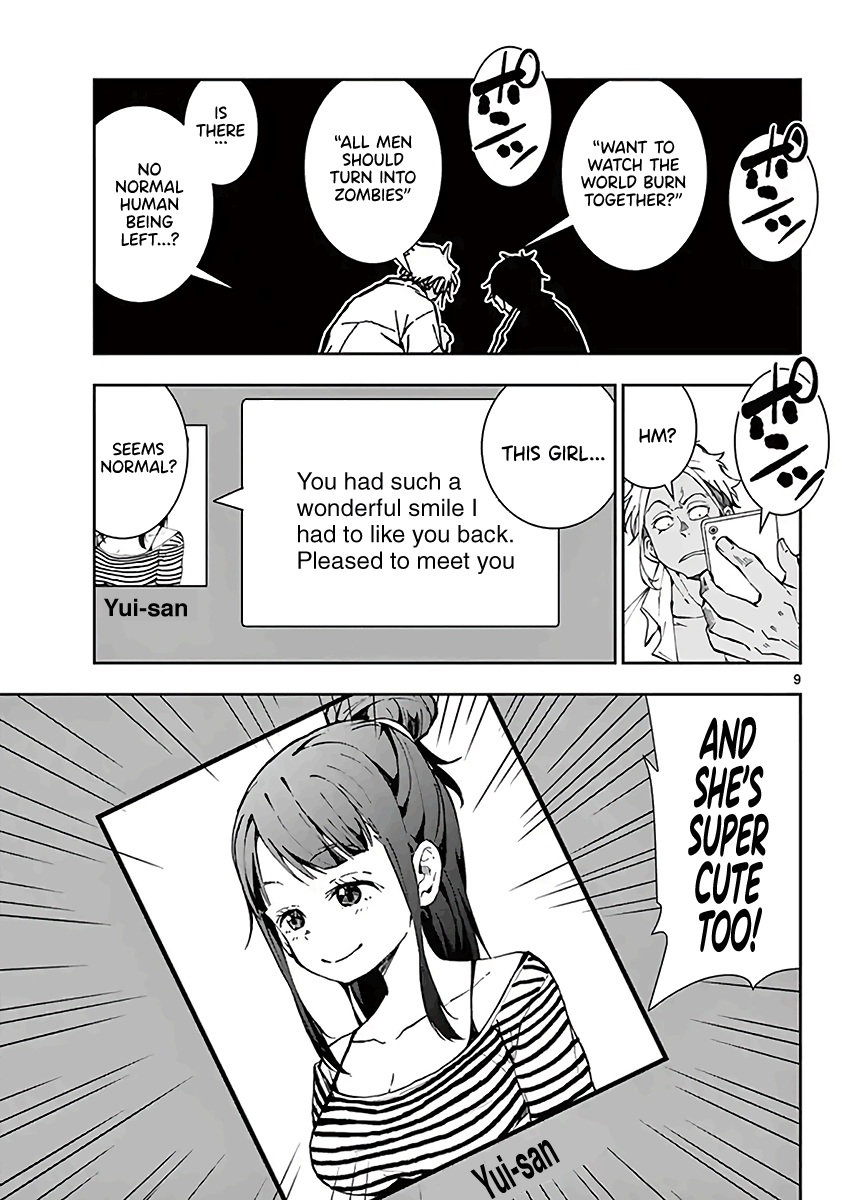 ポンッ
ポンッ
"WANT TO
WATCH THE
WORLD BURN
TOGETHER?"
"ALL MEN
SHOULD
TURN INTO
ZOMBIES"
IS
THERE
...
NO
NORMAL
HUMAN
BEING
LEFT...?
ポンッ
HM?
THIS GIRL...
You had such a
wonderful smile I
had to like you back.
Pleased to meet you
SEEMS
NORMAL?
Yui-san
9
AND
SHE'S
SUPER
CUTE
TOO!
Yui-san